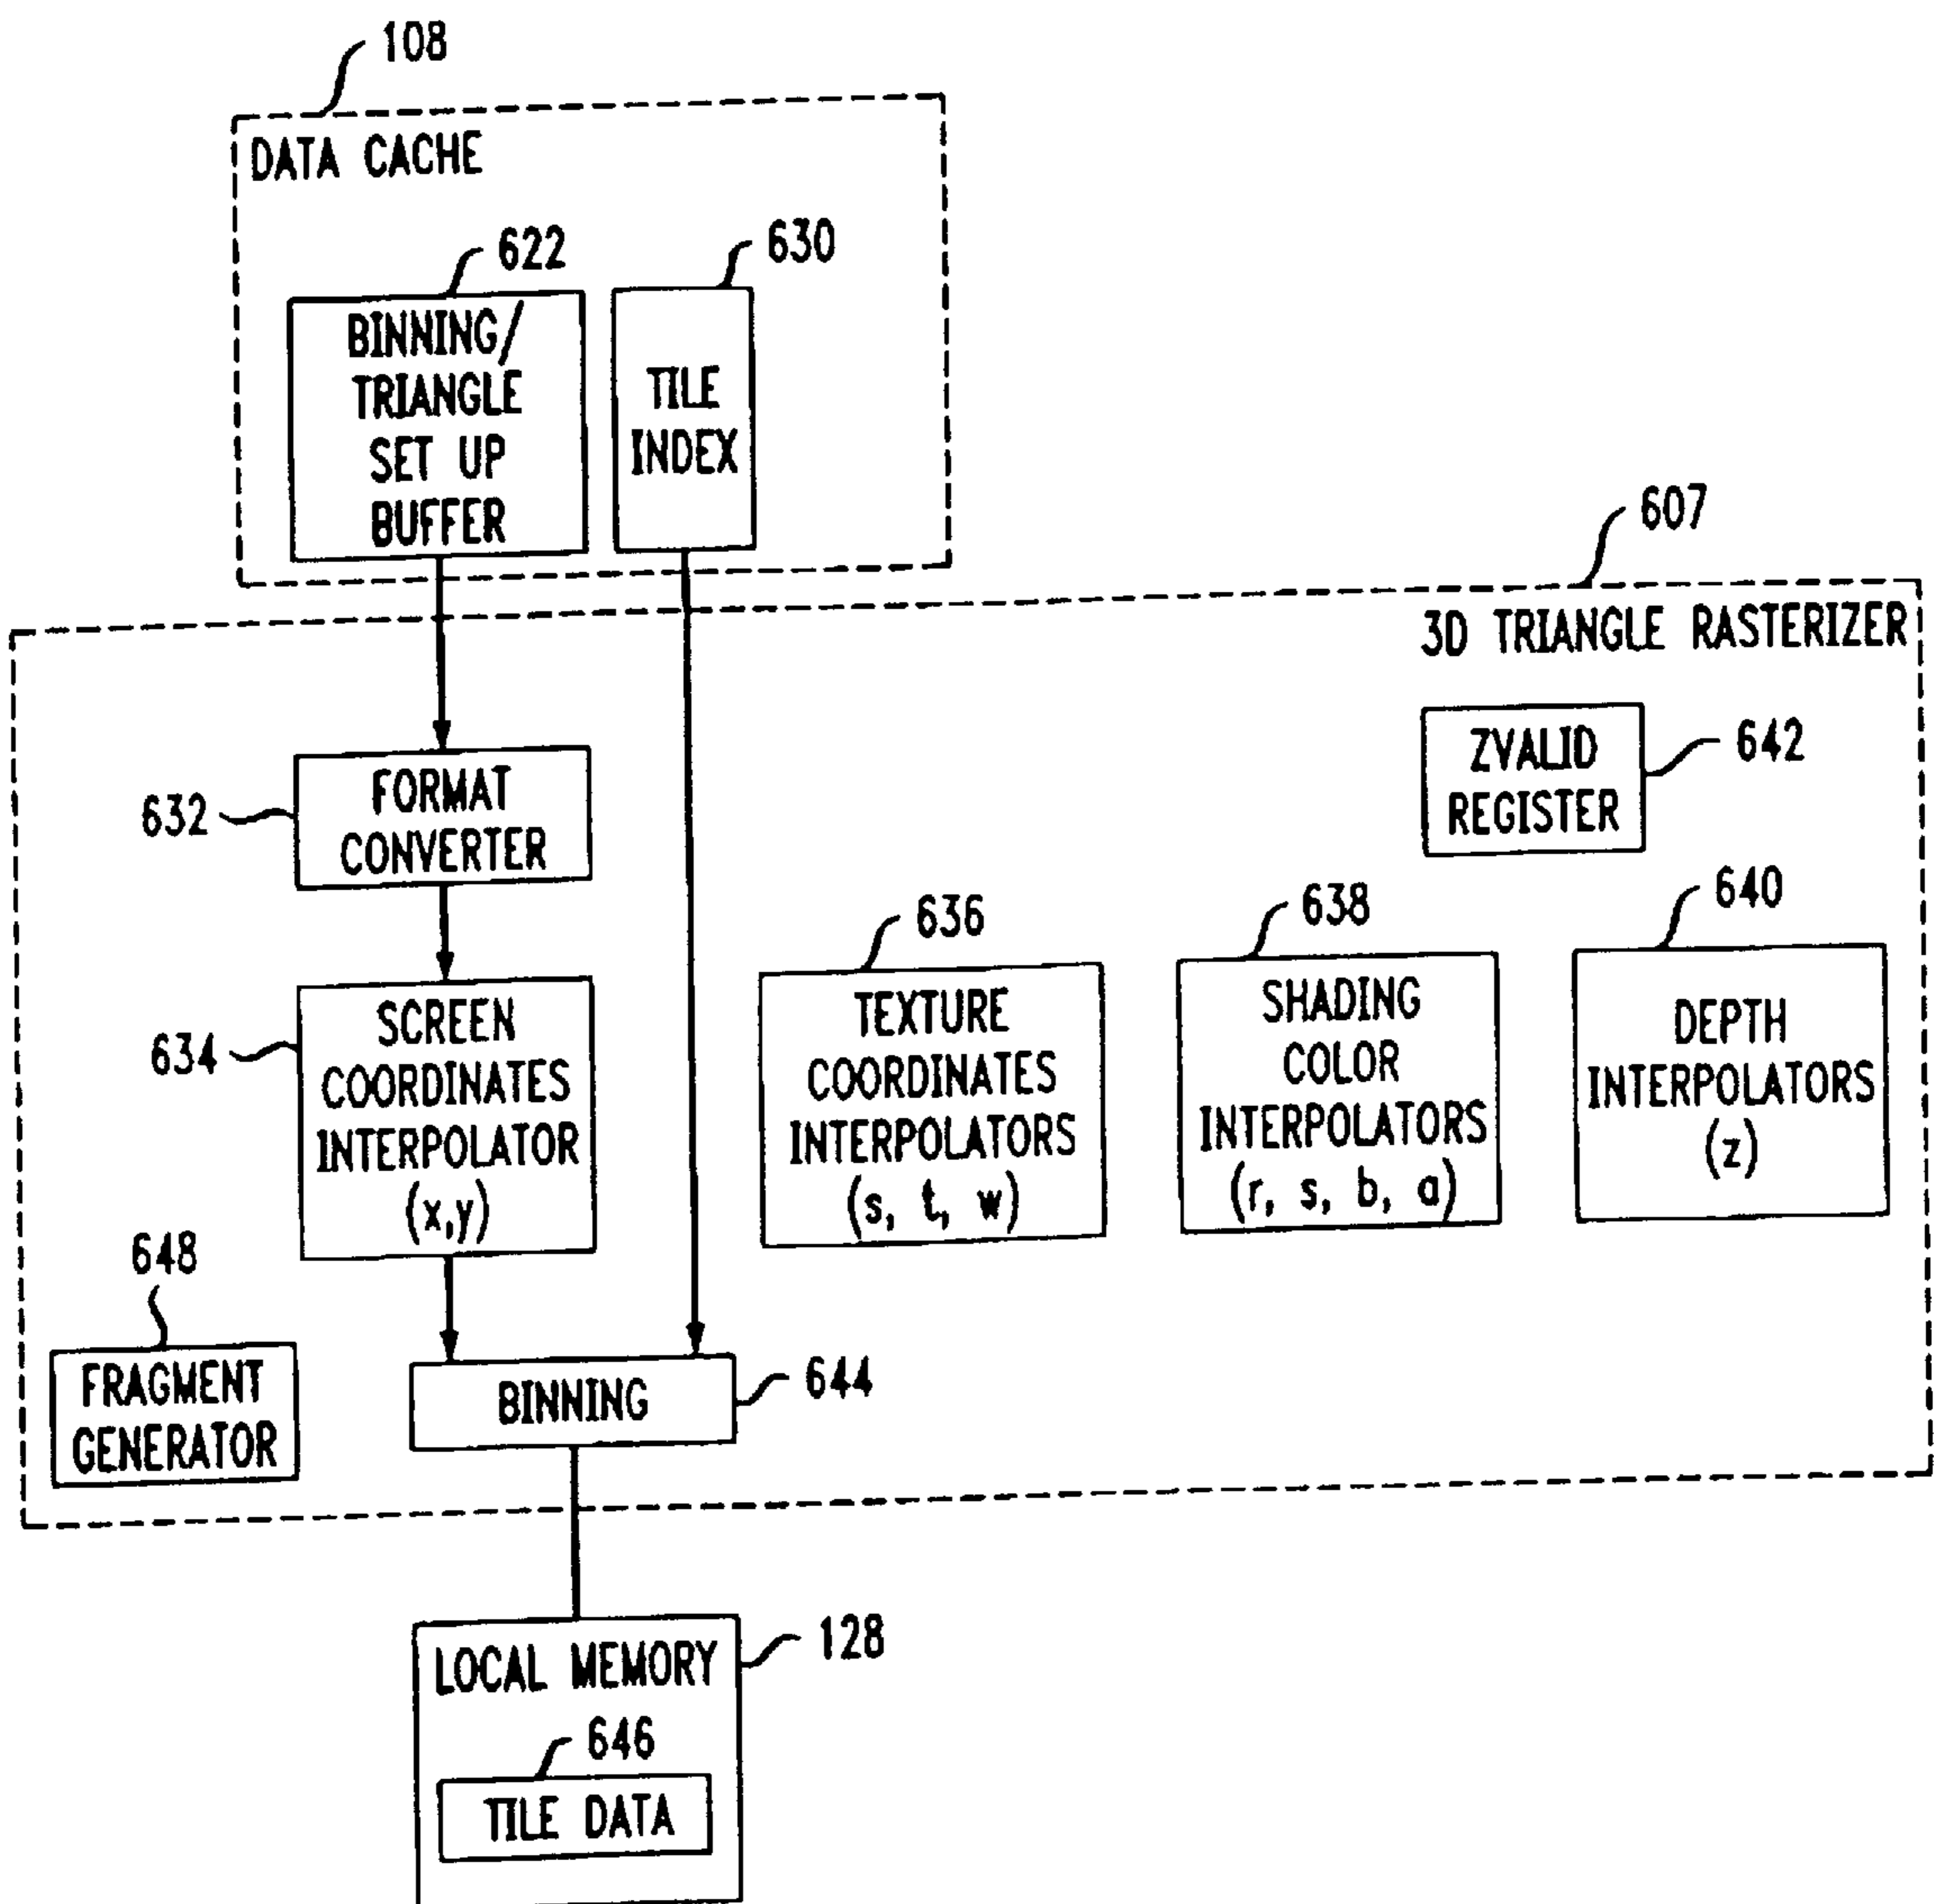 108
DATA CACHE
622
630
BINNING/
TRIANGLE
SET UP
BUFFER
TILE
INDEX
607
3D TRIANGLE RASTERIZER
ZVALID
REGISTER
642
632
FORMAT
CONVERTER
636
638
640
634
SCREEN
COORDINATES
INTERPOLATOR
(x,y)
TEXTURE
COORDINATES
INTERPOLATORS
(s, t, w)
SHADING
COLOR
INTERPOLATORS
(r, s, b, a)
DEPTH
INTERPOLATORS
(z)
648
FRAGMENT
GENERATOR
BINNING
644
LOCAL MEMORY
128
646
TILE DATA